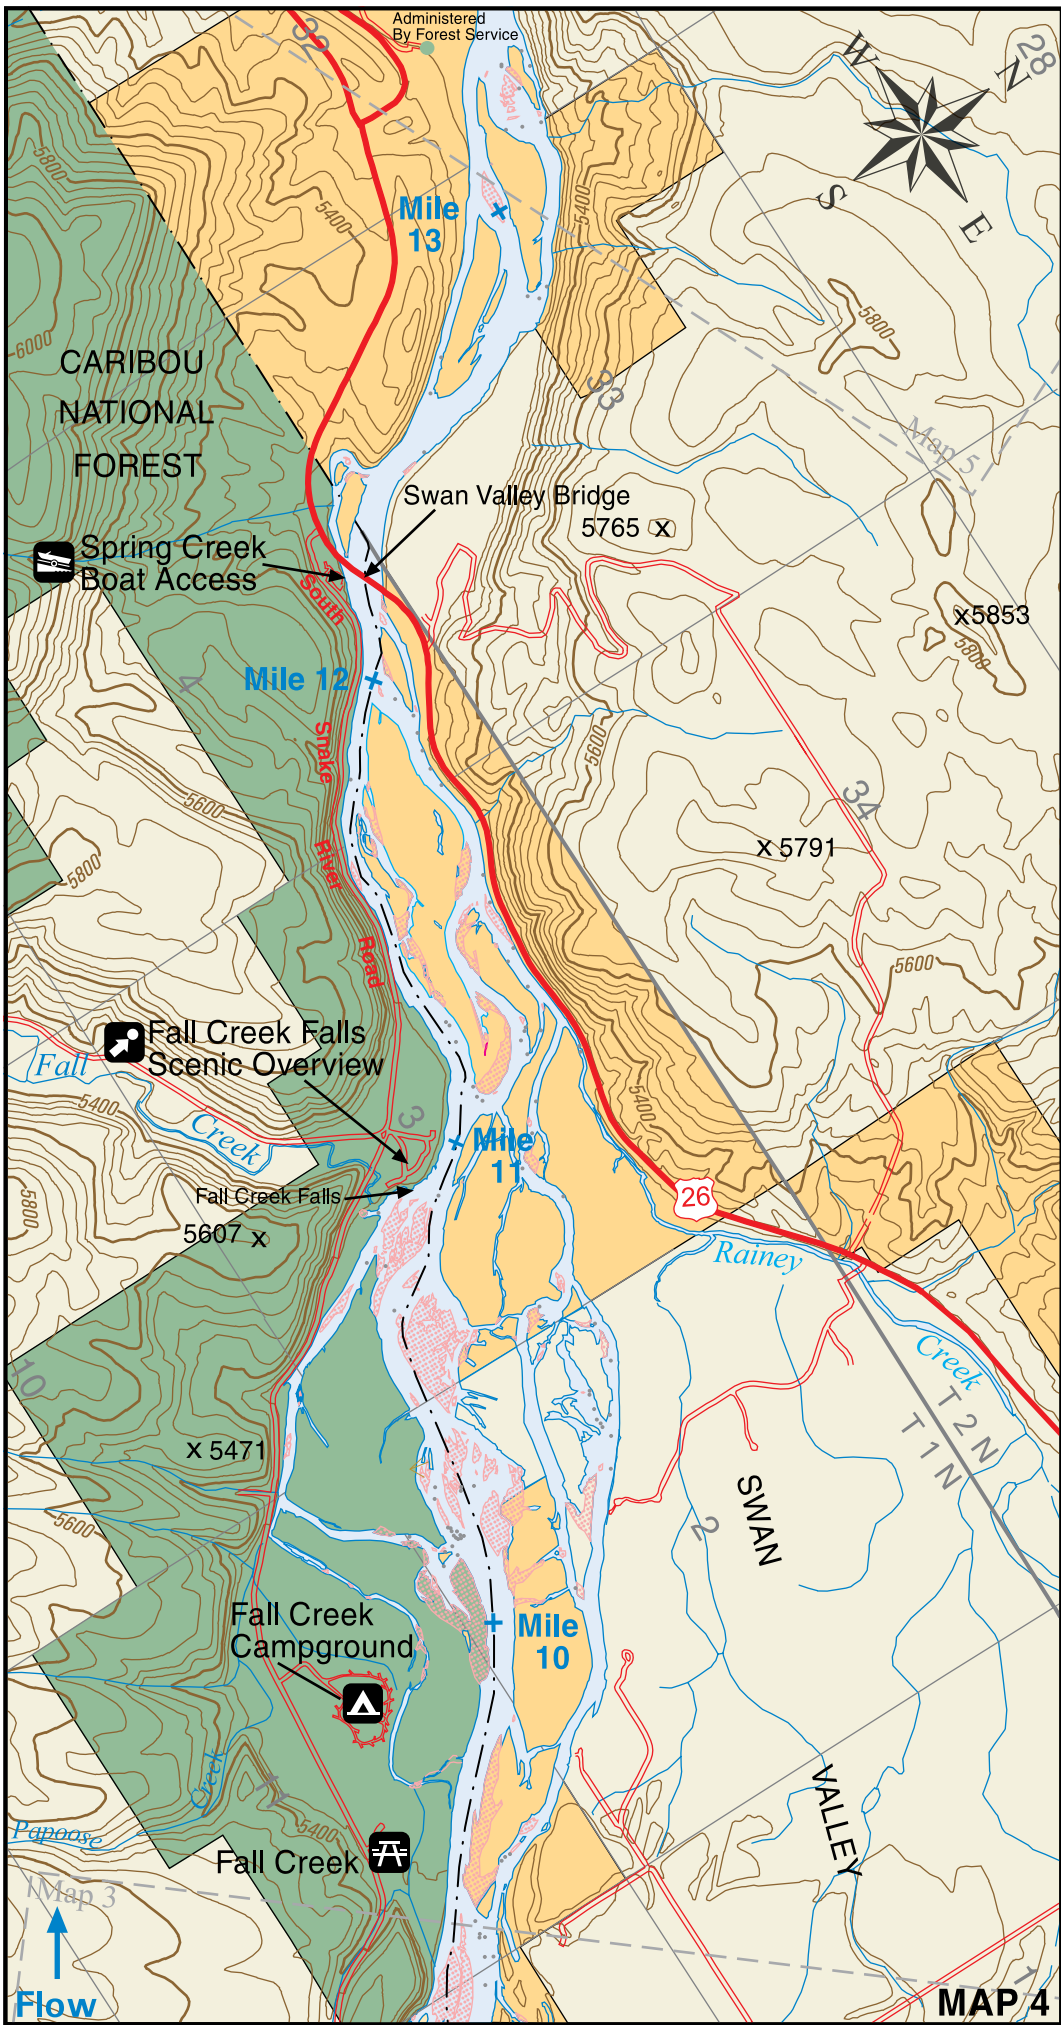 Administered
By Forest Service
32
28
W
N
S
E
5800
5400
5400
Mile
13
6000
5800
CARIBOU
NATIONAL
FOREST
33
Map 5
Swan Valley Bridge
5765 x
Spring Creek
Boat Access
South
x5853
5800
Mile 12
4
Snake
5600
5600
34
x 5791
River
5800
Road
5600
Fall Creek Falls
Scenic Overview
Fall
Creek
5400
3
5400
Mile
11
5800
Fall Creek Falls
26
5607 x
Rainey
Creek
10
T 2 N
T 1 N
x 5471
SWAN
2
5600
Fall Creek
Campground
Mile
10
Creek
11
VALLEY
5400
Papoose
Fall Creek
Map 3
1
Flow
MAP 4